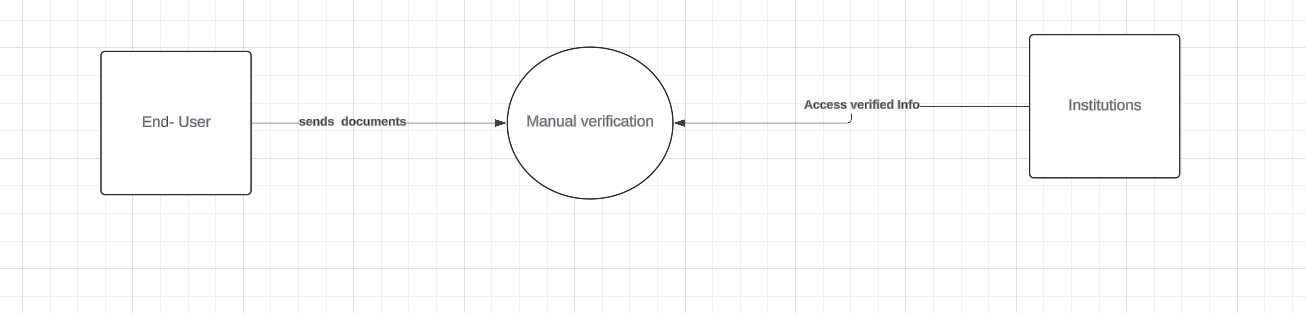 End- User
sends  documents
Manual verification
Access verified Info
Institutions